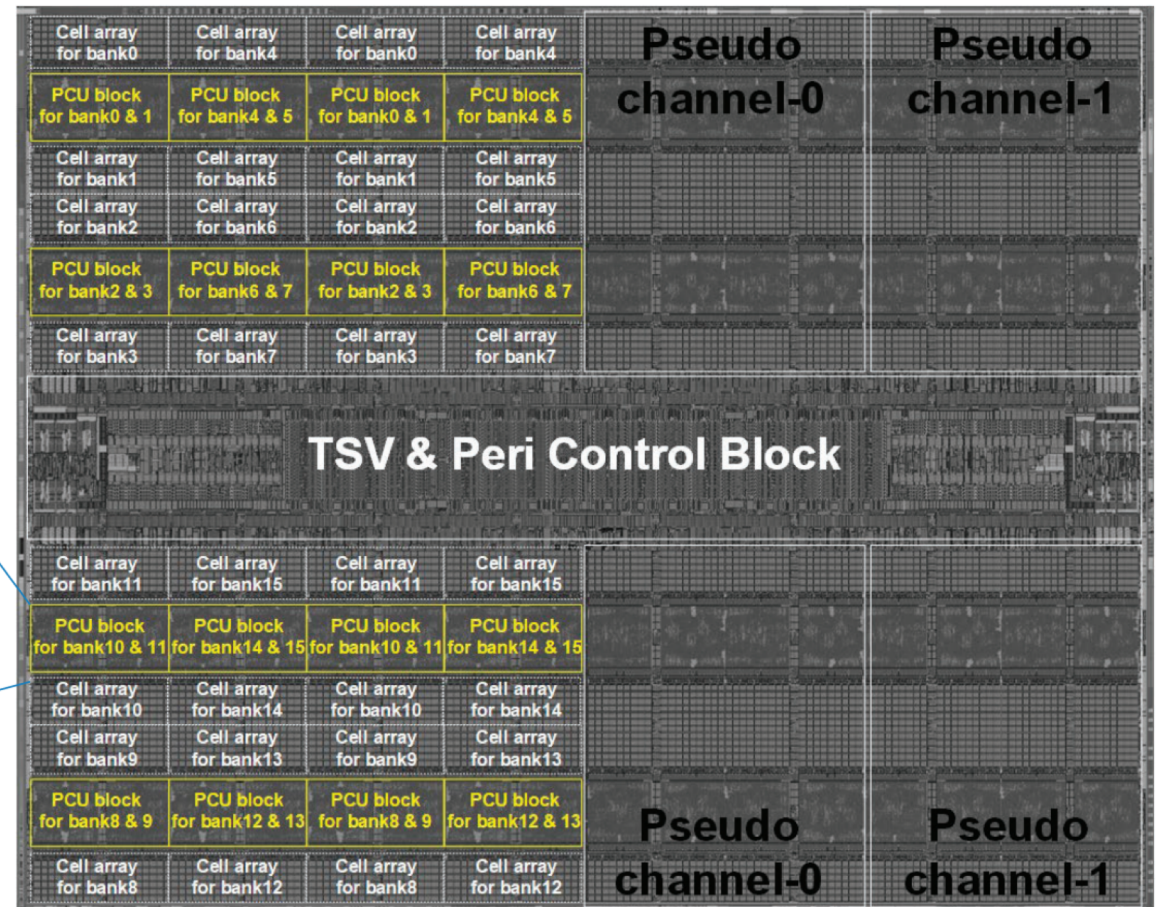 Cell array for bank0
Cell array for bank4
Cell array for bank0
Cell array for bank4
Pseudo channel-0
Pseudo channel-1
PCU block for bank0 & 1
PCU block for bank4 & 5
PCU block for bank0 & 1
PCU block for bank4 & 5
Cell array for bank1
Cell array for bank5
Cell array for bank1
Cell array for bank5
Cell array for bank2
Cell array for bank6
Cell array for bank2
Cell array for bank6
PCU block for bank2 & 3
PCU block for bank6 & 7
PCU block for bank2 & 3
PCU block for bank6 & 7
Cell array for bank3
Cell array for bank7
Cell array for bank3
Cell array for bank7
TSV & Peri Control Block
Cell array for bank11
Cell array for bank15
Cell array for bank11
Cell array for bank15
PCU block for bank10 & 11
PCU block for bank14 & 15
PCU block for bank10 & 11
PCU block for bank14 & 15
Cell array for bank10
Cell array for bank14
Cell array for bank10
Cell array for bank14
Cell array for bank9
Cell array for bank13
Cell array for bank9
Cell array for bank13
PCU block for bank8 & 9
PCU block for bank12 & 13
PCU block for bank8 & 9
PCU block for bank12 & 13
Cell array for bank8
Cell array for bank12
Cell array for bank8
Cell array for bank12
Pseudo channel-0
Pseudo channel-1